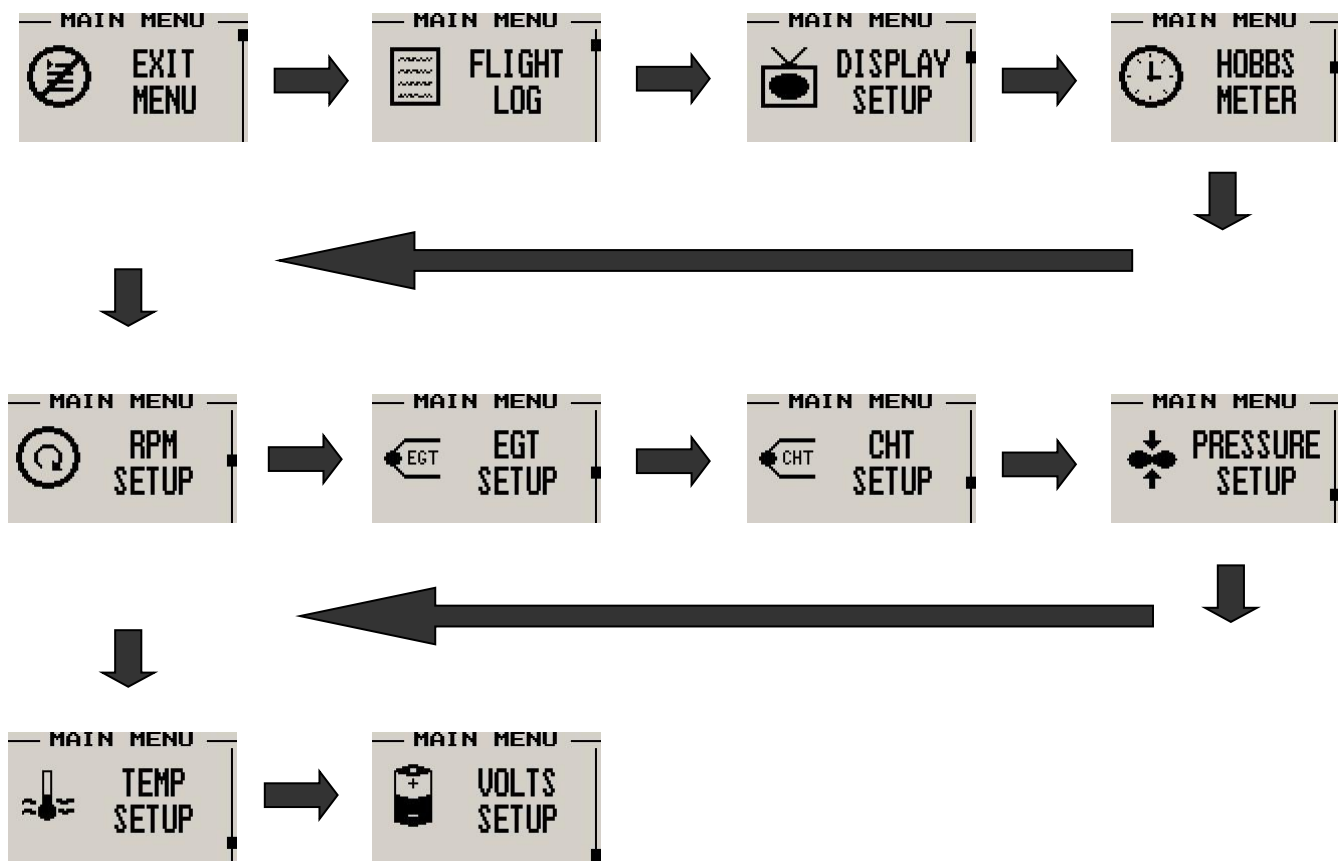 MAIN MENU
EXIT
MENU
MAIN MENU
FLIGHT
LOG
MAIN MENU
DISPLAY
SETUP
MAIN MENU
HOBBS
METER
MAIN MENU
RPM
SETUP
MAIN MENU
EGT
EGT
SETUP
MAIN MENU
CHT
CHT
SETUP
MAIN MENU
PRESSURE
SETUP
MAIN MENU
TEMP
SETUP
MAIN MENU
+
VOLTS
SETUP